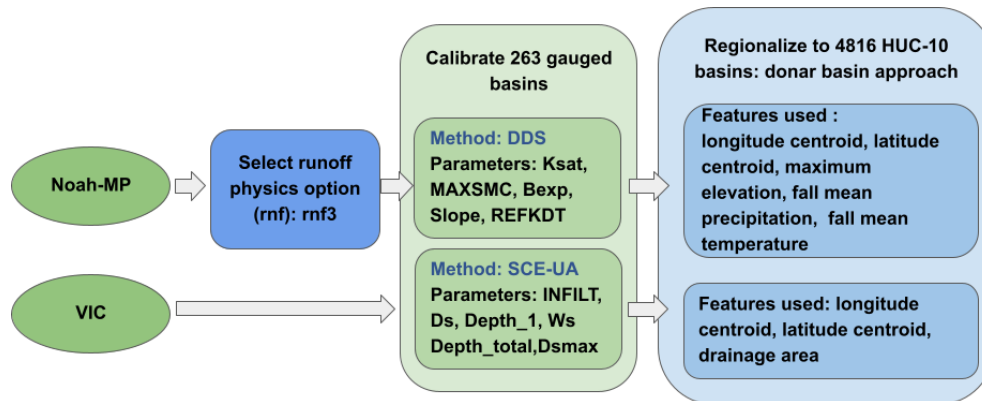 Noah-MP
VIC
Select runoff
physics option
(rnf): rnf3
Calibrate 263 gauged
basins
Method: DDS
Parameters: Ksat,
MAXSMC, Bexp,
Slope, REFKDT
Method: SCE-UA
Parameters: INFILT,
Ds, Depth_1, Ws
Depth_total,Dsmax
Regionalize to 4816 HUC-10
basins: donar basin approach
Features used :
longitude centroid, latitude
centroid, maximum
elevation, fall mean
precipitation, fall mean
temperature
Features used: longitude
centroid, latitude centroid,
drainage area